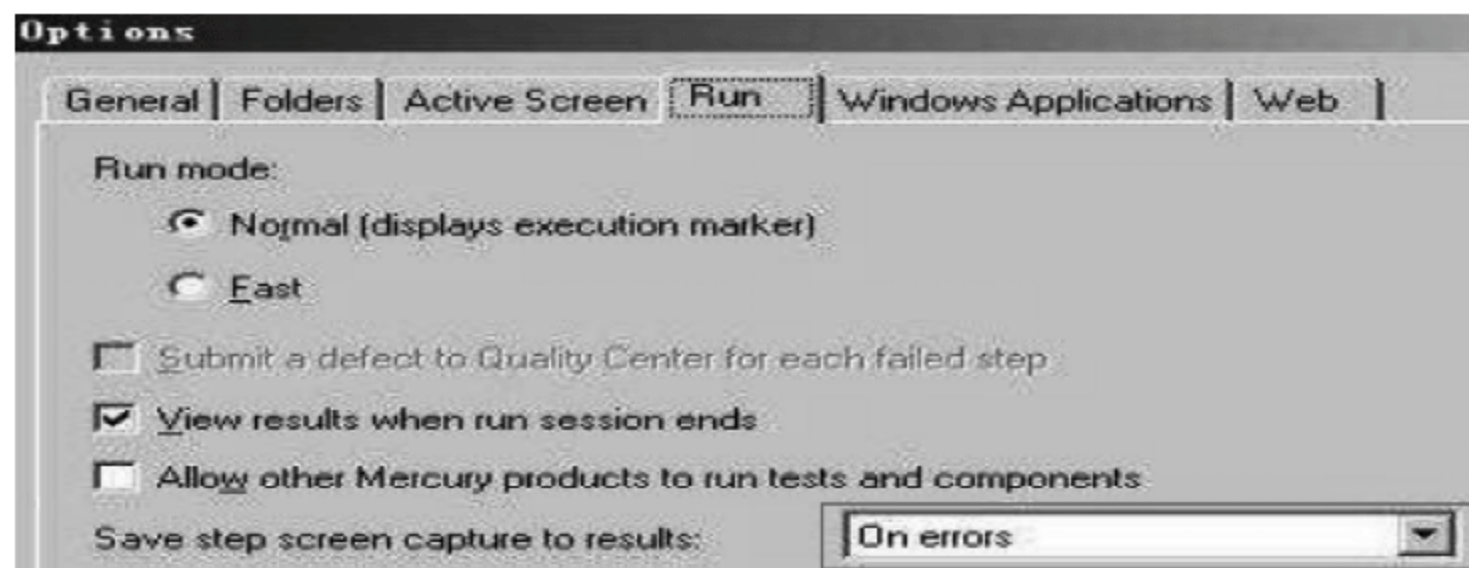 Options
General Folders Active Screen Run Windows Applications Web
Run mode:
Normal (displays execution marker)
Fast
Submit a defect to Quality Center for each failed step
View results when run session ends
Allow other Mercury products to run tests and components
Save step screen capture to results: On errors